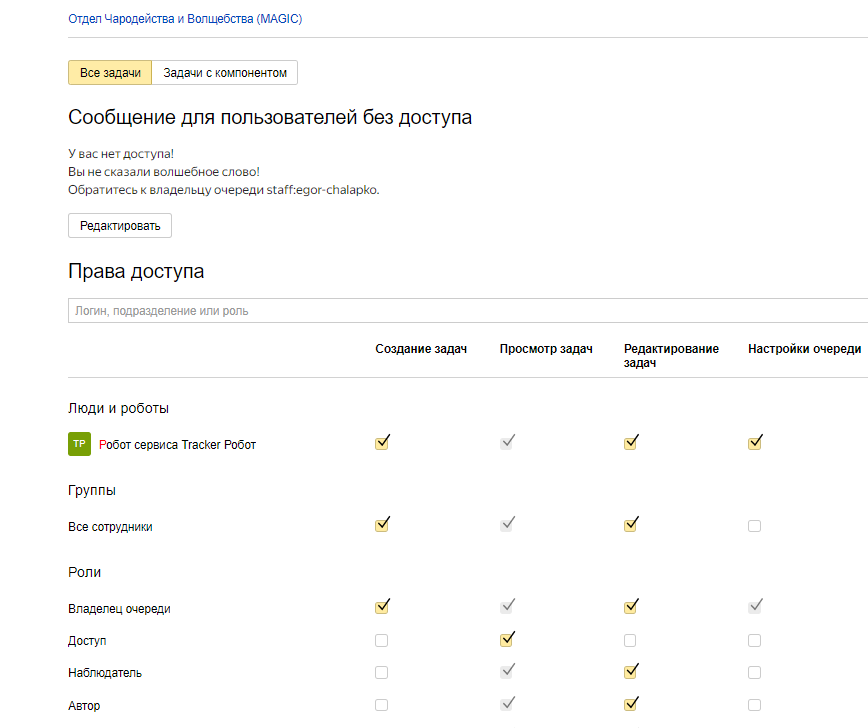 Отдел Чародейства и Волщебства (MAGIC)
Все задачи Задачи с компонентом
Сообщение для пользователей без доступа
У вас нет доступа!
Вы не сказали волшебное слово!
Обратитесь к владельцу очереди staff:egor-chalapko.
Редактировать
Права доступа
Логин, подразделение или роль
Создание задач Просмотр задач Редактирование задач Настройки очереди
Люди и роботы
TP Робот сервиса Tracker Робот
Группы
Все сотрудники
Роли
Владелец очереди
Доступ
Наблюдатель
Автор